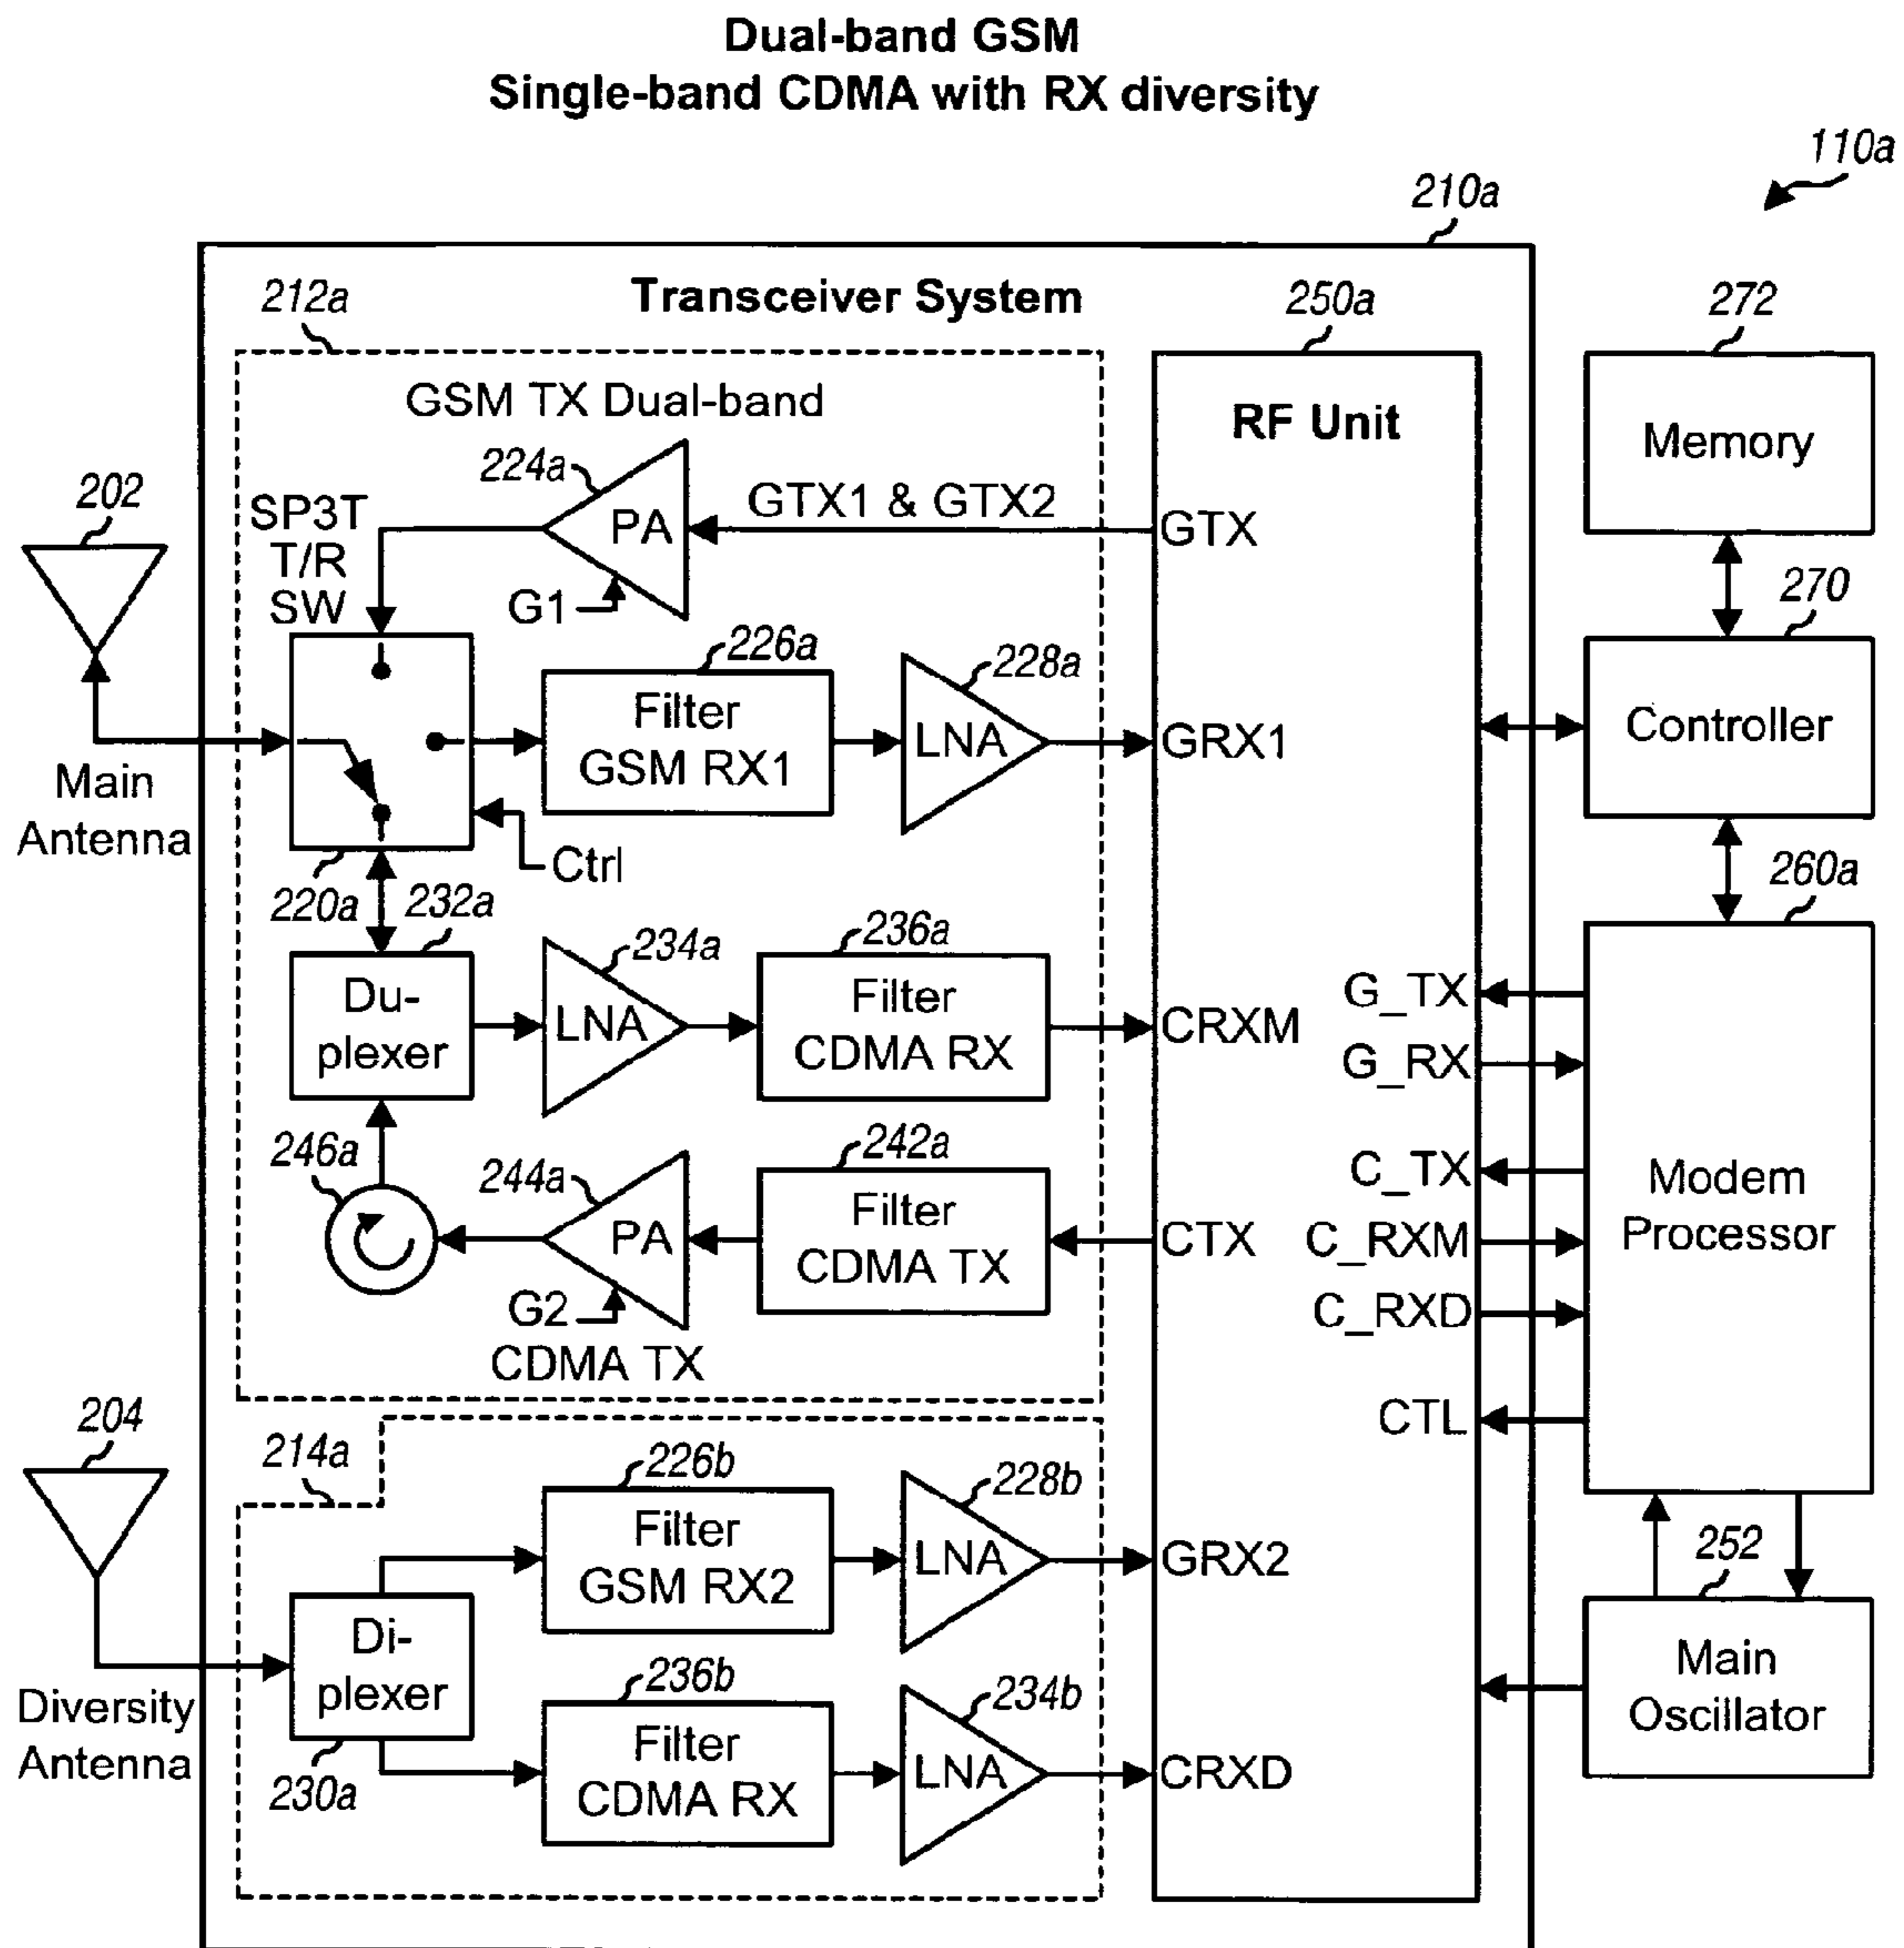 Dual-band GSM
Single-band CDMA with RX diversity
110a
210a
Transceiver System
212a
250a
272
GSM TX Dual-band
RF Unit
Memory
224a
PA
GTX1 & GTX2
GTX
202
SP3T
T/R
SW
G1
270
226a
Filter
GSM RX1
228a
LNA
GRX1
Controller
Main
Antenna
Ctrl
220a
232a
260a
Du-
plexer
234a
LNA
236a
Filter
CDMA RX
CRXM
G_TX
G_RX
246a
244a
PA
242a
Filter
CDMA TX
CTX
C_TX
C_RXM
C_RXD
Modem
Processor
G2
CDMA TX
204
CTL
214a
226b
Filter
GSM RX2
228b
LNA
GRX2
252
Di-
plexer
Main
Oscillator
Diversity
Antenna
230a
236b
Filter
CDMA RX
234b
LNA
CRXD